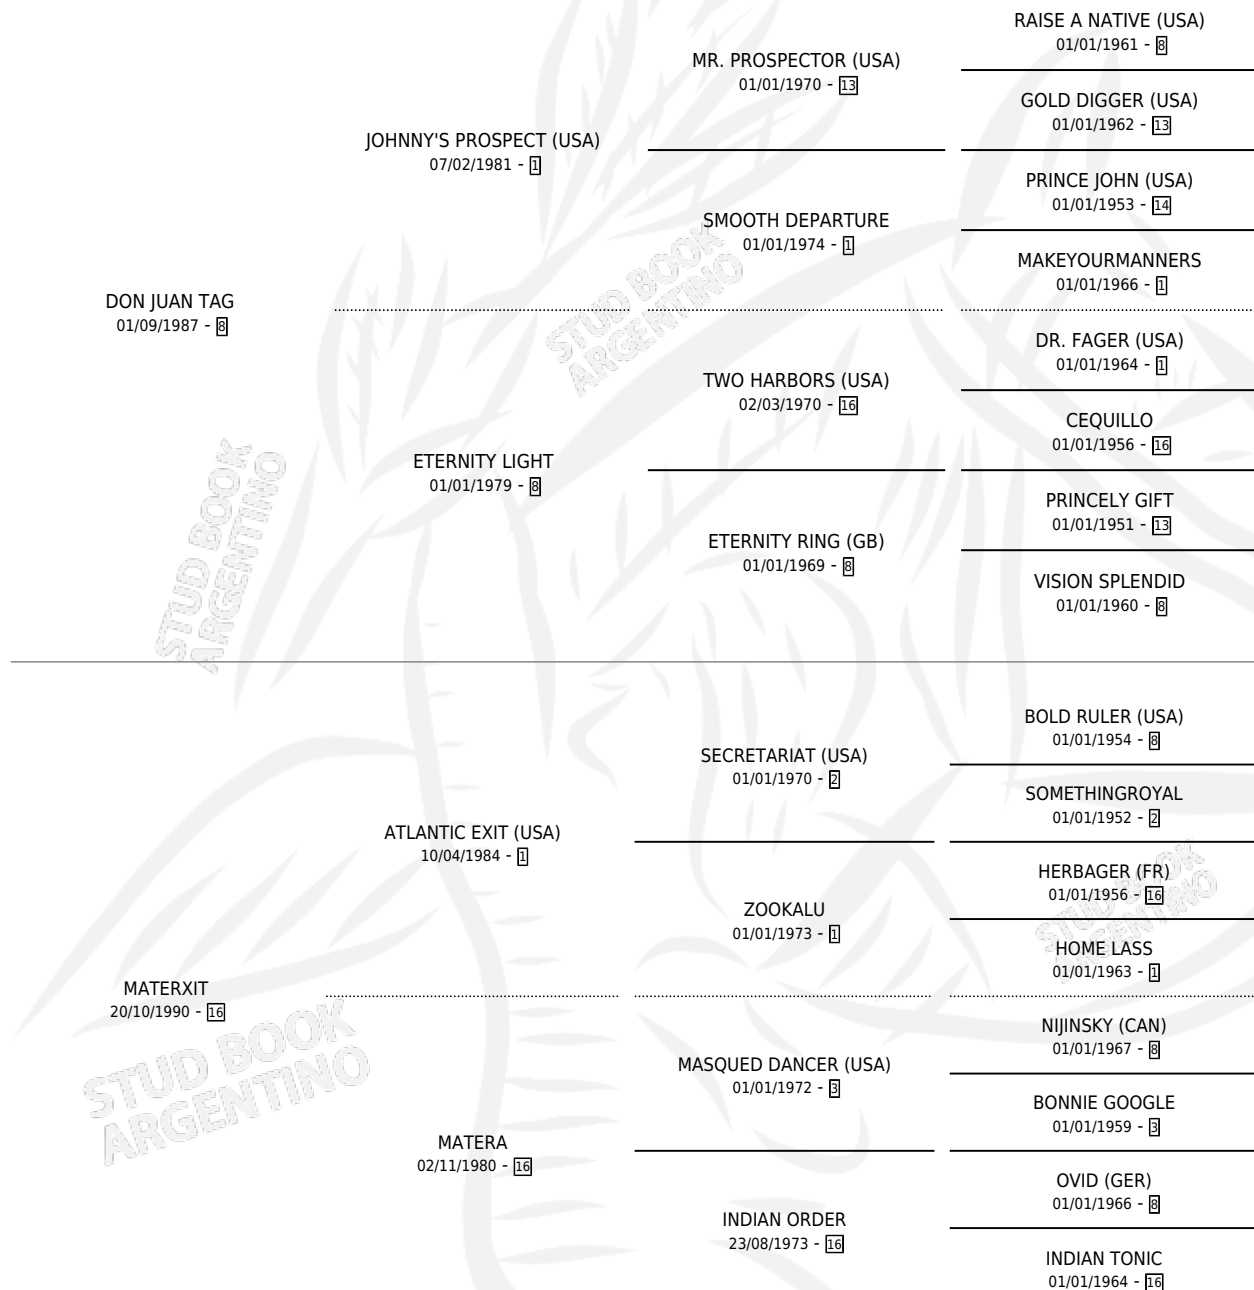 RAISE A NATIVE (USA)
01/01/1961 - 8
MR. PROSPECTOR (USA)
01/01/1970 - 13
GOLD DIGGER (USA)
01/01/1962 - 13
JOHNNY'S PROSPECT (USA)
07/02/1981 - 1
PRINCE JOHN (USA)
01/01/1953 - 14
SMOOTH DEPARTURE
01/01/1974 - 1
MAKEYOURMANNERS
01/01/1966 - 1
DON JUAN TAG
01/09/1987 - 8
DR. FAGER (USA)
01/01/1964 - 1
TWO HARBORS (USA)
02/03/1970 - 16
CEQUILLO
01/01/1956 - 16
ETERNITY LIGHT
01/01/1979 - 8
PRINCELY GIFT
01/01/1951 - 13
ETERNITY RING (GB)
01/01/1969 - 8
VISION SPLENDID
01/01/1960 - 8
BOLD RULER (USA)
01/01/1954 - 8
SECRETARIAT (USA)
01/01/1970 - 2
SOMETHINGROYAL
01/01/1952 - 2
ATLANTIC EXIT (USA)
10/04/1984 - 1
HERBAGER (FR)
01/01/1956 - 16
ZOOKALU
01/01/1973 - 1
HOME LASS
01/01/1963 - 1
MATERXIT
20/10/1990 - 16
NIJINSKY (CAN)
01/01/1967 - 8
MASQUED DANCER (USA)
01/01/1972 - 3
BONNIE GOOGLE
01/01/1959 - 3
MATERA
02/11/1980 - 16
OVID (GER)
01/01/1966 - 8
INDIAN ORDER
23/08/1973 - 16
INDIAN TONIC
01/01/1964 - 16
STUD BOOK
ARGENTINO
STUD BOOK
ARGENTINO
STUD BOOK
ARGENTINO
STUD BOOK
ARGENTINO